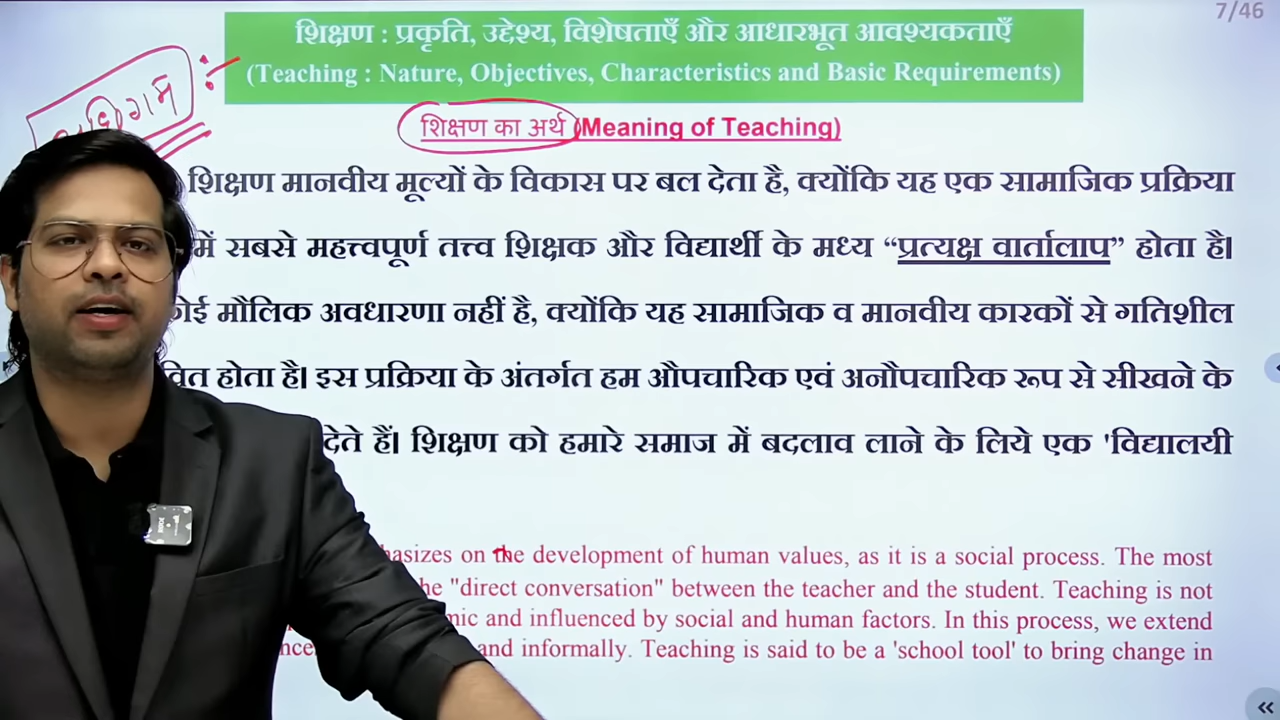 7/46
शिक्षण : प्रकृति, उद्देश्य, विशेषताएँ और आधारभूत आवश्यकताएँ
(Teaching : Nature, Objectives, Characteristics and Basic Requirements)
शिक्षण का अर्थ (Meaning of Teaching)
शिक्षण मानवीय मूल्यों के विकास पर बल देता है, क्योंकि यह एक सामाजिक प्रक्रिया
में सबसे महत्त्वपूर्ण तत्त्व शिक्षक और विद्यार्थी के मध्य “प्रत्यक्ष वार्तालाप” होता है।
मौलिक अवधारणा नहीं है, क्योंकि यह सामाजिक व मानवीय कारकों से गतिशील
होता है। इस प्रक्रिया के अंतर्गत हम औपचारिक एवं अनौपचारिक रूप से सीखने के
देते हैं। शिक्षण को हमारे समाज में बदलाव लाने के लिये एक 'विद्यालयी
on the development of human values, as it is a social process. The most
"direct conversation" between the teacher and the student. Teaching is not
and influenced by social and human factors. In this process, we extend
and informally. Teaching is said to be a 'school tool' to bring change in